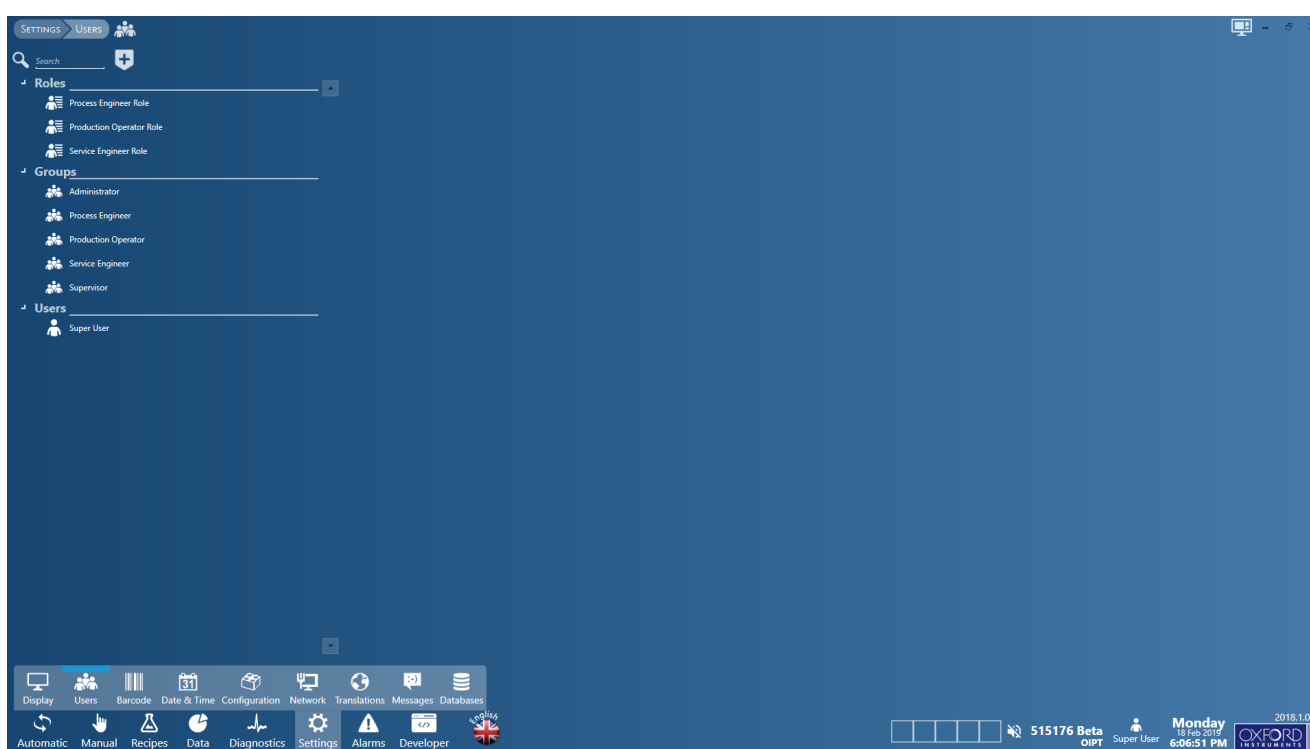 SETTINGS USERS
Search
Roles
Process Engineer Role
Production Operator Role
Service Engineer Role
Groups
Administrator
Process Engineer
Production Operator
Service Engineer
Supervisor
Users
Super User
31
Display Users Barcode Date & Time Configuration Network Translations Messages Databases
English
Automatic Manual Recipes Data Diagnostics Settings Alarms Developer
515176 Beta
OIPT
Super User
Monday
18 Feb 2019
6:06:51 PM
2018.1.0
OXFORD
INSTRUMENTS